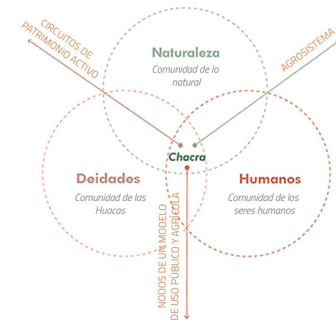 CIRCUITOS DE
PATRIMONIO ACTIVO
AGROSISTEMA
Naturaleza
Comunidad de lo
natural
Chacra
Deidades
Comunidad de las
Huacas
Humanos
Comunidad de los
seres humanos
NODOS DE UN MODELO
DE USO PÚBLICO Y AGRÍCOLA